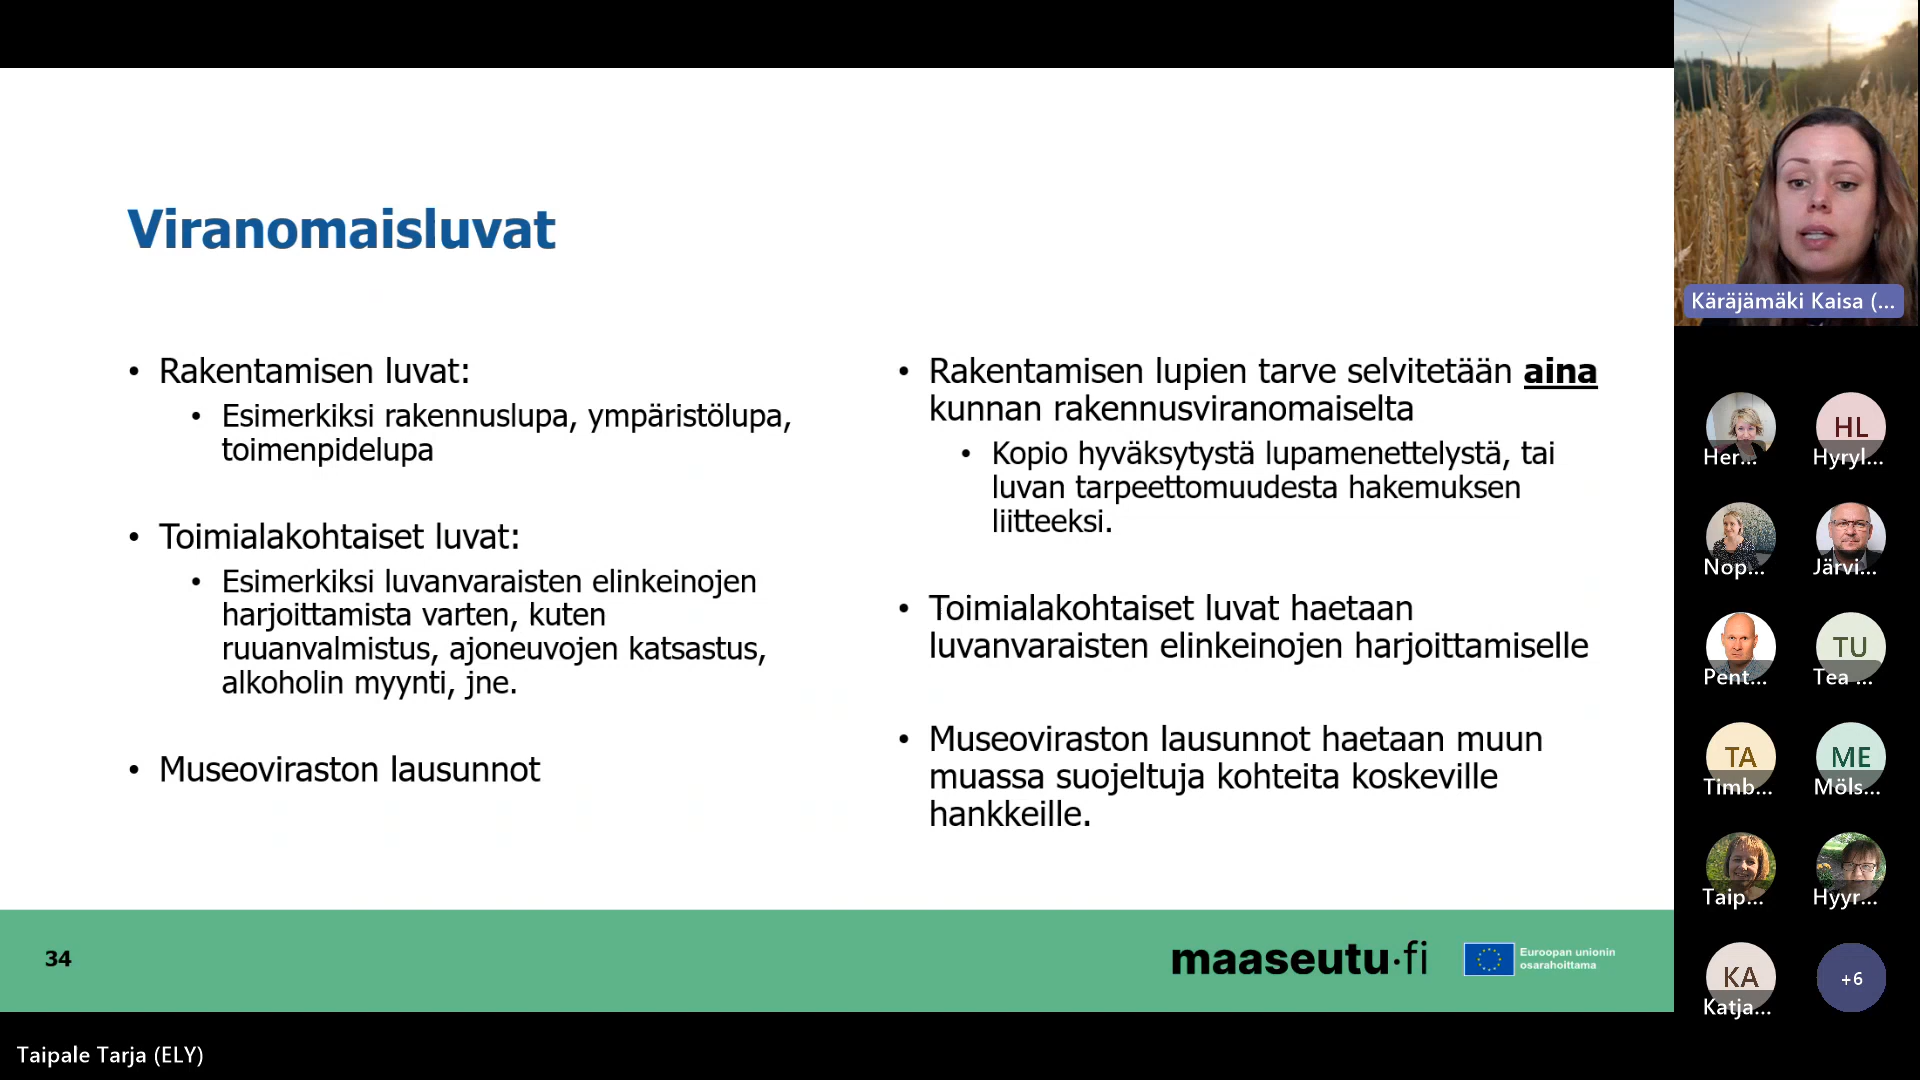 Viranomaisluvat
• Rakentamisen luvat:
• Esimerkiksi rakennuslupa, ympäristölupa,
toimenpidelupa
• Toimialakohtaiset luvat:
• Esimerkiksi luvanvaraisten elinkeinojen
harjoittamista varten, kuten
ruuanvalmistus, ajoneuvojen katsastus,
alkoholin myynti, jne.
• Museoviraston lausunnot
• Rakentamisen lupien tarve selvitetään aina
kunnan rakennusviranomaiselta
• Kopio hyväksytystä lupamenettelystä, tai
luvan tarpeettomuudesta hakemuksen
liitteeksi.
• Toimialakohtaiset luvat haetaan
luvanvaraisten elinkeinojen harjoittamiselle
• Museoviraston lausunnot haetaan muun
muassa suojeltuja kohteita koskeville
hankkeille.
34
maaseutu.fi
Euroopan unionin
osarahoittama
Taipale Tarja (ELY)
Käräjämäki Kaisa (...
Her...
HL
Hyryl...
Nop...
Järvi...
Pent...
TU
Tea ...
TA
Timb...
ME
Möls...
Taip...
Hyyr...
KA
Katja...
+6